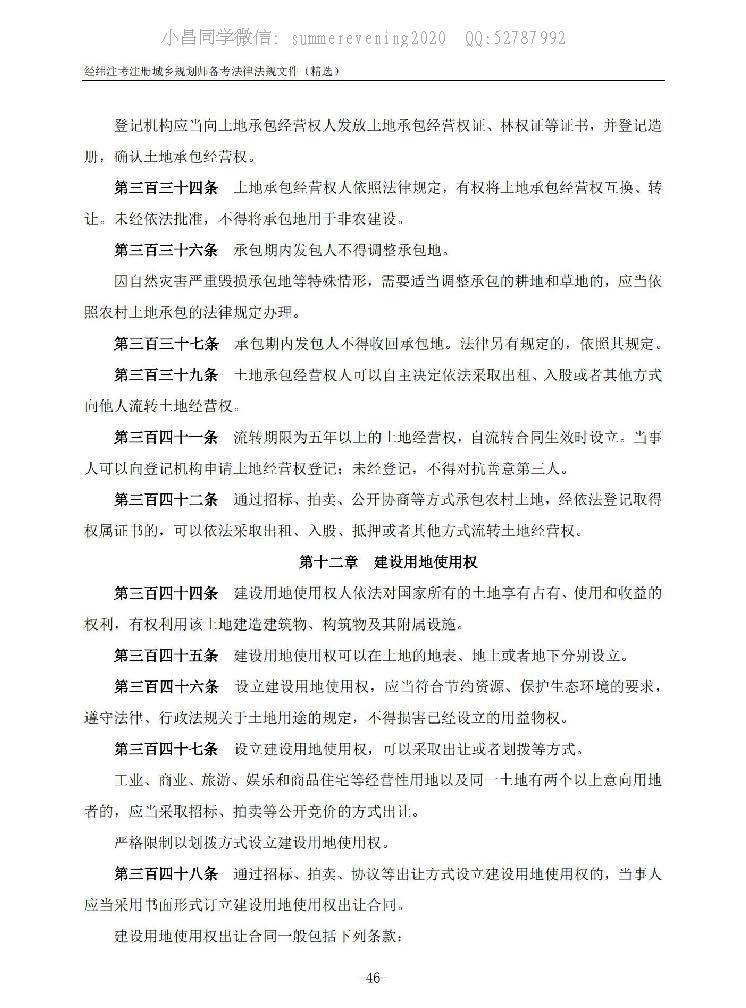 小昌同学微信: summerevening2020 QQ:52787992
经纬注考注册城乡规划师备考法律法规文件（精选）
登记机构应当向土地承包经营权人发放土地承包经营权证、林权证等证书，并登记造
册，确认土地承包经营权。
第三百三十四条 土地承包经营权人依照法律规定，有权将土地承包经营权互换、转
让。未经依法批准，不得将承包地用于非农建设。
第三百三十六条 承包期内发包人不得调整承包地。
因自然灾害严重毁损承包地等特殊情形，需要适当调整承包的耕地和草地的，应当依
照农村土地承包的法律规定办理。
第三百三十七条 承包期内发包人不得收回承包地。法律另有规定的，依照其规定。
第三百三十九条 土地承包经营权人可以自主决定依法采取出租、入股或者其他方式
向他人流转土地经营权。
第三百四十一条 流转期限为五年以上的土地经营权，自流转合同生效时设立。当事
人可以向登记机构申请土地经营权登记；未经登记，不得对抗善意第三人。
第三百四十二条 通过招标、拍卖、公开协商等方式承包农村土地，经依法登记取得
权属证书的，可以依法采取出租、入股、抵押或者其他方式流转土地经营权。
第十二章 建设用地使用权
第三百四十四条 建设用地使用权人依法对国家所有的土地享有占有、使用和收益的
权利，有权利用该土地建造建筑物、构筑物及其附属设施。
第三百四十五条 建设用地使用权可以在土地的地表、地上或者地下分别设立。
第三百四十六条 设立建设用地使用权，应当符合节约资源、保护生态环境的要求，
遵守法律、行政法规关于土地用途的规定，不得损害已经设立的用益物权。
第三百四十七条 设立建设用地使用权，可以采取出让或者划拨等方式。
工业、商业、旅游、娱乐和商品住宅等经营性用地以及同一土地有两个以上意向用地
者的，应当采取招标、拍卖等公开竞价的方式出让。
严格限制以划拨方式设立建设用地使用权。
第三百四十八条 通过招标、拍卖、协议等出让方式设立建设用地使用权的，当事人
应当采用书面形式订立建设用地使用权出让合同。
建设用地使用权出让合同一般包括下列条款：
-46-